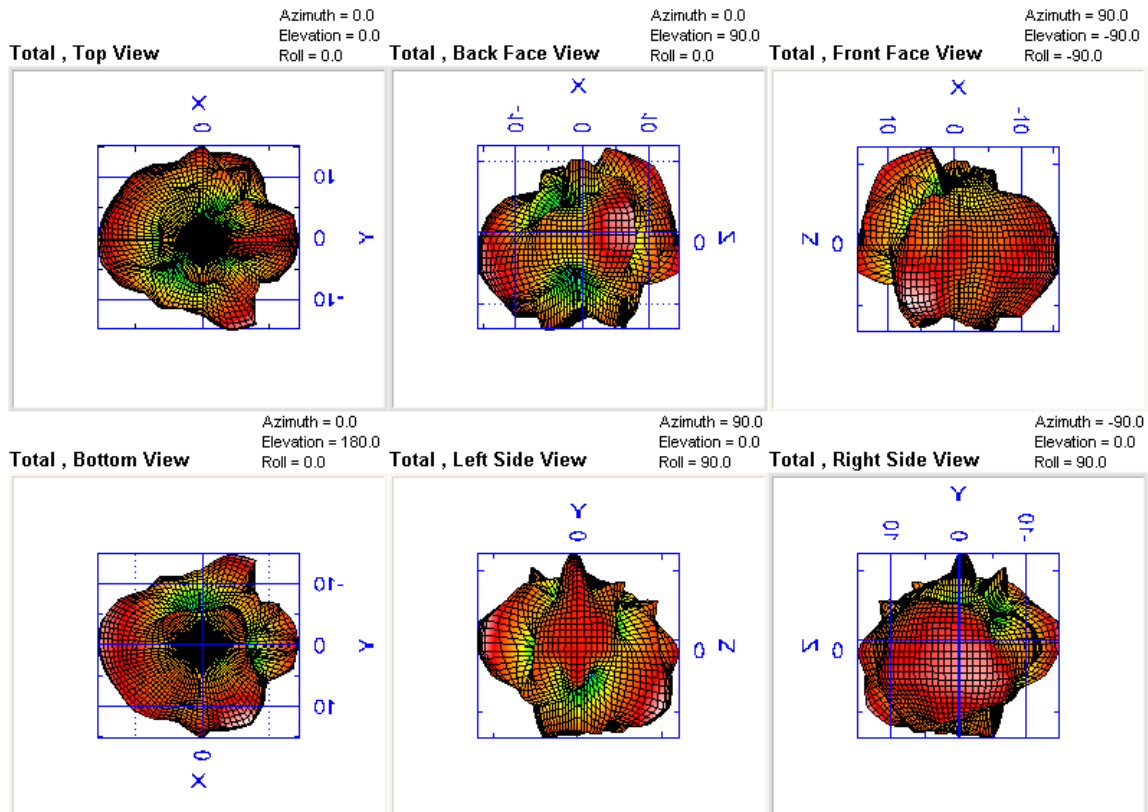 Azimuth = 0.0
Elevation = 0.0
Roll = 0.0
Total , Top View
X
0
10
0
Y
-10
Azimuth = 0.0
Elevation = 90.0
Roll = 0.0
Total , Back Face View
X
-10
0
10
0
Z
Azimuth = 90.0
Elevation = -90.0
Roll = -90.0
Total , Front Face View
X
10
0
-10
Z
0
Azimuth = 0.0
Elevation = 180.0
Roll = 0.0
Total , Bottom View
-10
0
Y
10
0
X
Azimuth = 90.0
Elevation = 0.0
Roll = 90.0
Total , Left Side View
Y
0
0
Z
Azimuth = -90.0
Elevation = 0.0
Roll = 90.0
Total , Right Side View
Y
10
0
-10
Z
0